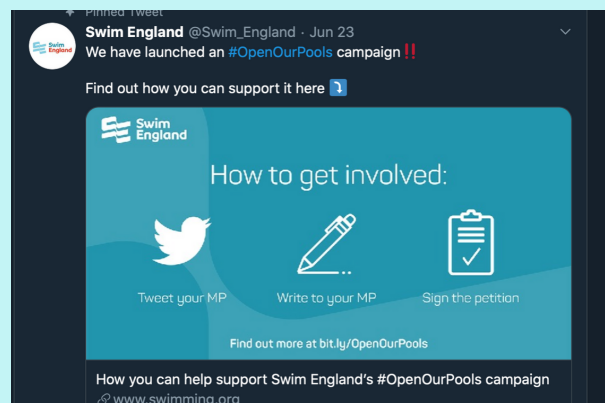 Pinned Tweet
Swim England @Swim_England · Jun 23
We have launched an #OpenOurPools campaign ‼️
Find out how you can support it here ⤵️
Swim
England
Swim
England
How to get involved:
Tweet your MP
Write to your MP
Sign the petition
Find out more at bit.ly/OpenOurPools
How you can help support Swim England's #OpenOurPools campaign
www.swimming.org